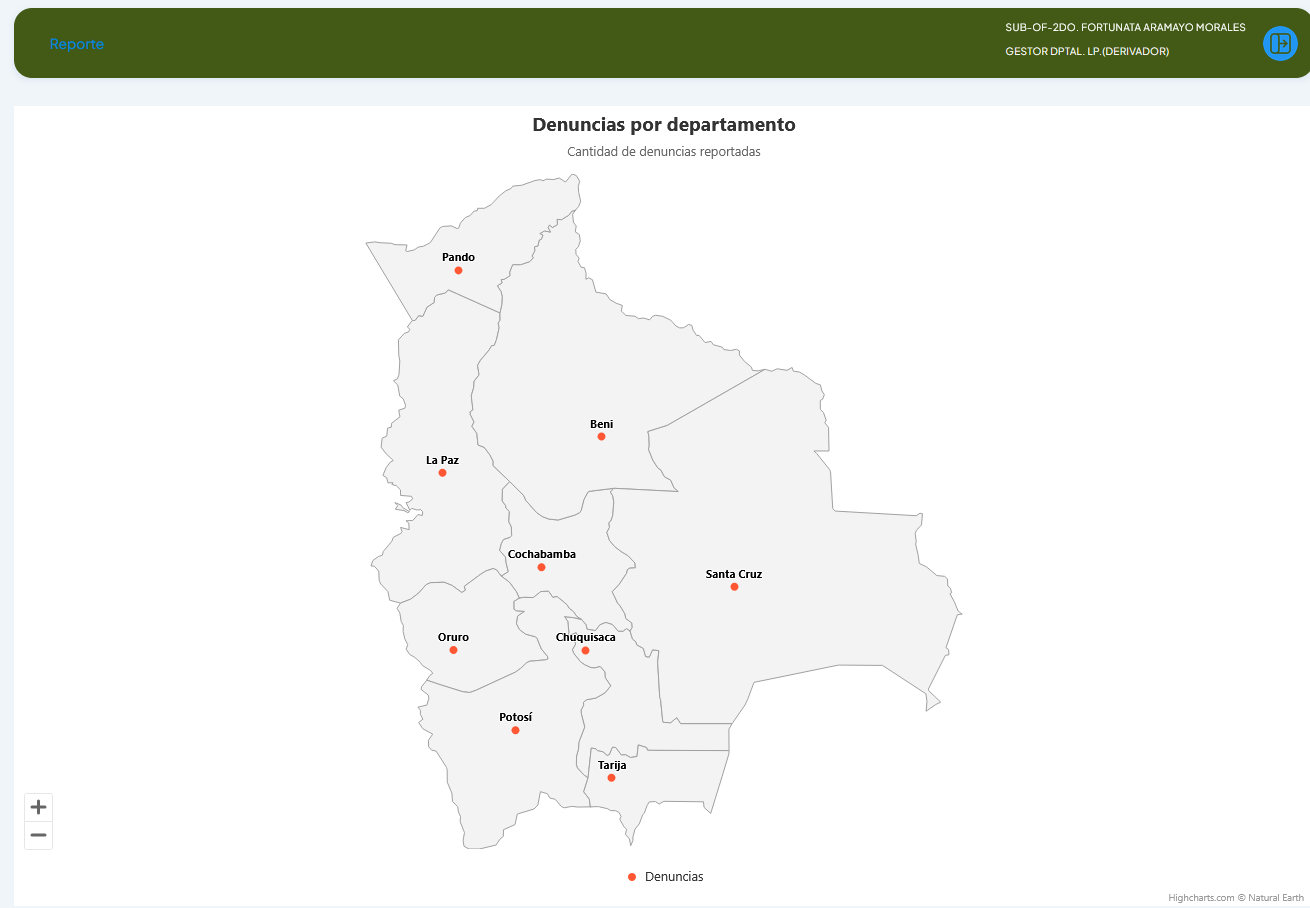 Reporte
SUB-OF-2DO. FORTUNATA ARAMAYO MORALES
GESTOR DPTAL. LP.(DERIVADOR)
Denuncias por departamento
Cantidad de denuncias reportadas
Pando
Beni
La Paz
Cochabamba
Santa Cruz
Oruro
Chuquisaca
Potosí
Tarija
Denuncias
Highcharts.com © Natural Earth